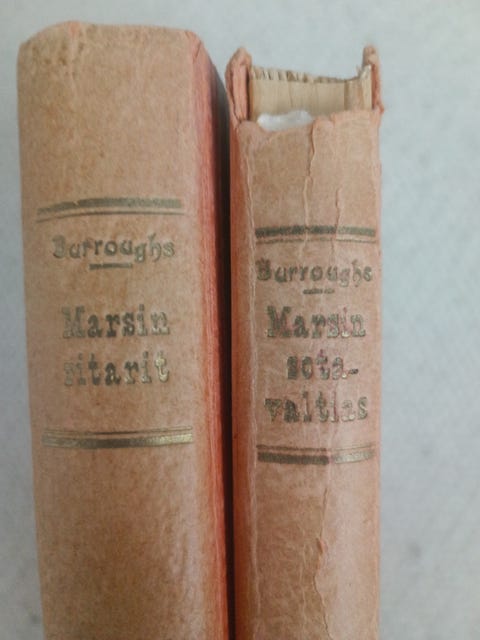 Burroughs
Marsin
ritarit
Burroughs
Marsin
sota-
valtias